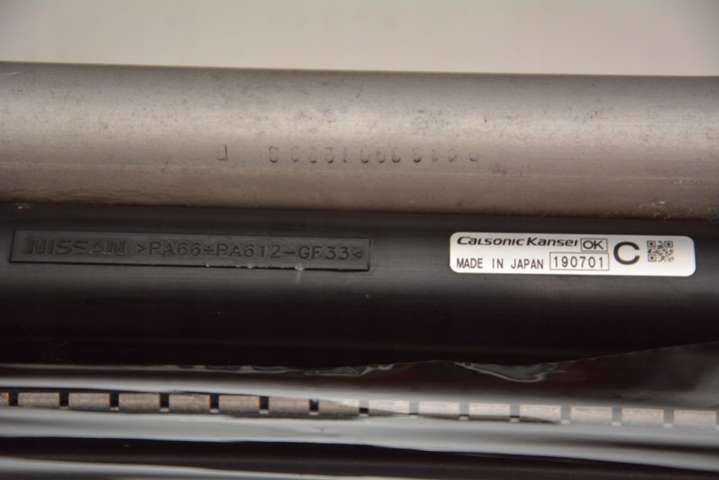 NISSAN >PA66+PA612-GF33<
CALSONIC KANSEI OK C
MADE IN JAPAN 190701